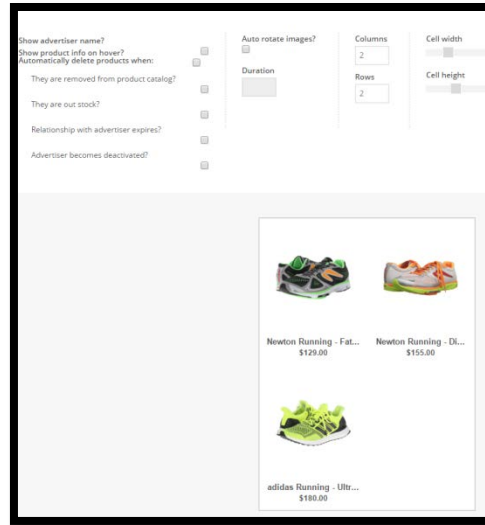 Show advertiser name?
Show product info on hover?
Automatically delete products when:
They are removed from product catalog?
They are out stock?
Relationship with advertiser expires?
Advertiser becomes deactivated?
Auto rotate images?
Duration
Columns
2
Rows
2
Cell width
Cell height
Newton Running - Fat...
$129.00
Newton Running - Di...
$155.00
adidas Running - Ultr...
$180.00